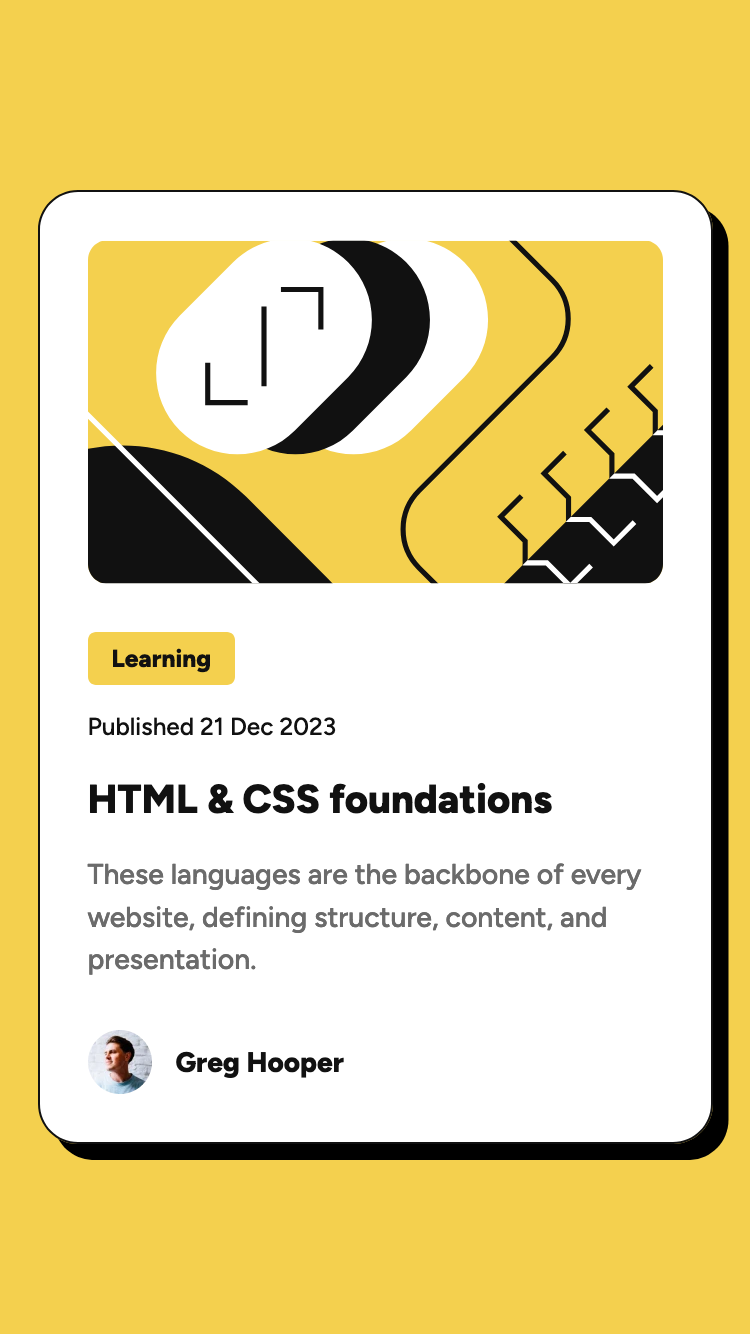 Learning
Published 21 Dec 2023
HTML & CSS foundations
These languages are the backbone of every
website, defining structure, content, and
presentation.
Greg Hooper